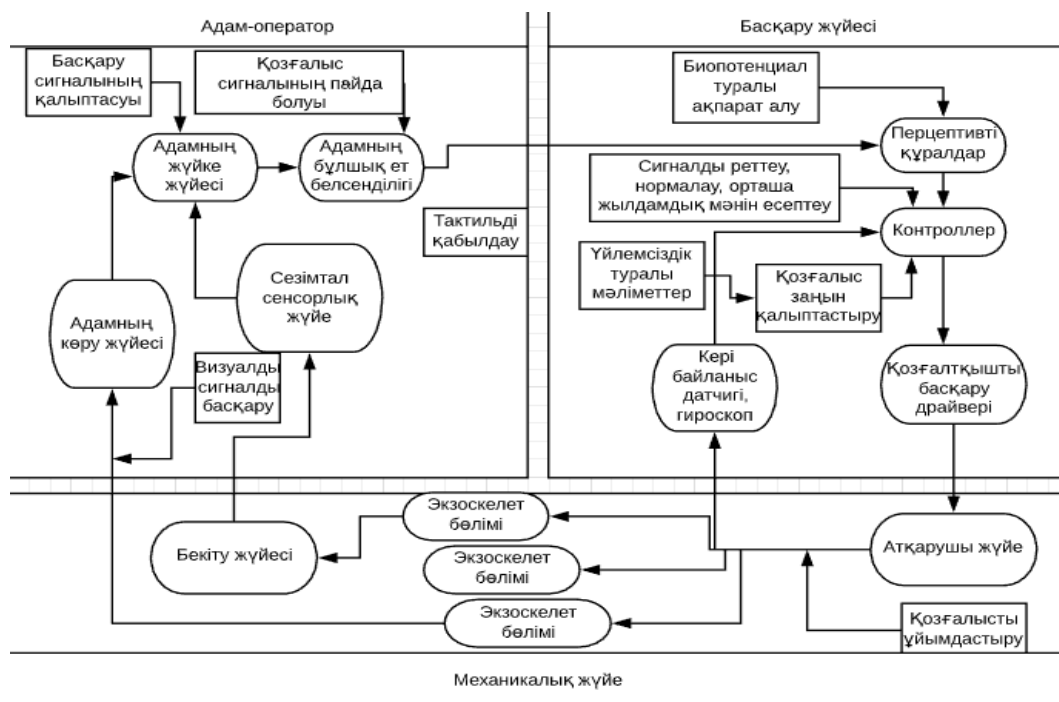 Адам-оператор
Басқару жүйесі
Басқару
сигналының
қалыптасуы
Қозғалыс
сигналының пайда
болуы
Биопотенциал
туралы
ақпарат алу
Адамның
жүйке
жүйесі
Адамның
бұлшық ет
белсенділігі
Перцептивті
құралдар
Сигналды реттеу,
нормалау, орташа
жылдамдық мәнін есептеу
Тактильді
қабылдау
Контроллер
Үйлемсіздік
туралы
мәліметтер
Қозғалыс
заңын
қалыптастыру
Сезімтал
сенсорлық
жүйе
Адамның
көру жүйесі
Визуалды
сигналды
басқару
Кері
байланыс
датчигі,
гироскоп
Қозғалтқышты
басқару
драйвері
Экзоскелет
бөлімі
Бекіту жүйесі
Экзоскелет
бөлімі
Атқарушы жүйе
Экзоскелет
бөлімі
Қозғалысты
ұйымдастыру
Механикалық жүйе